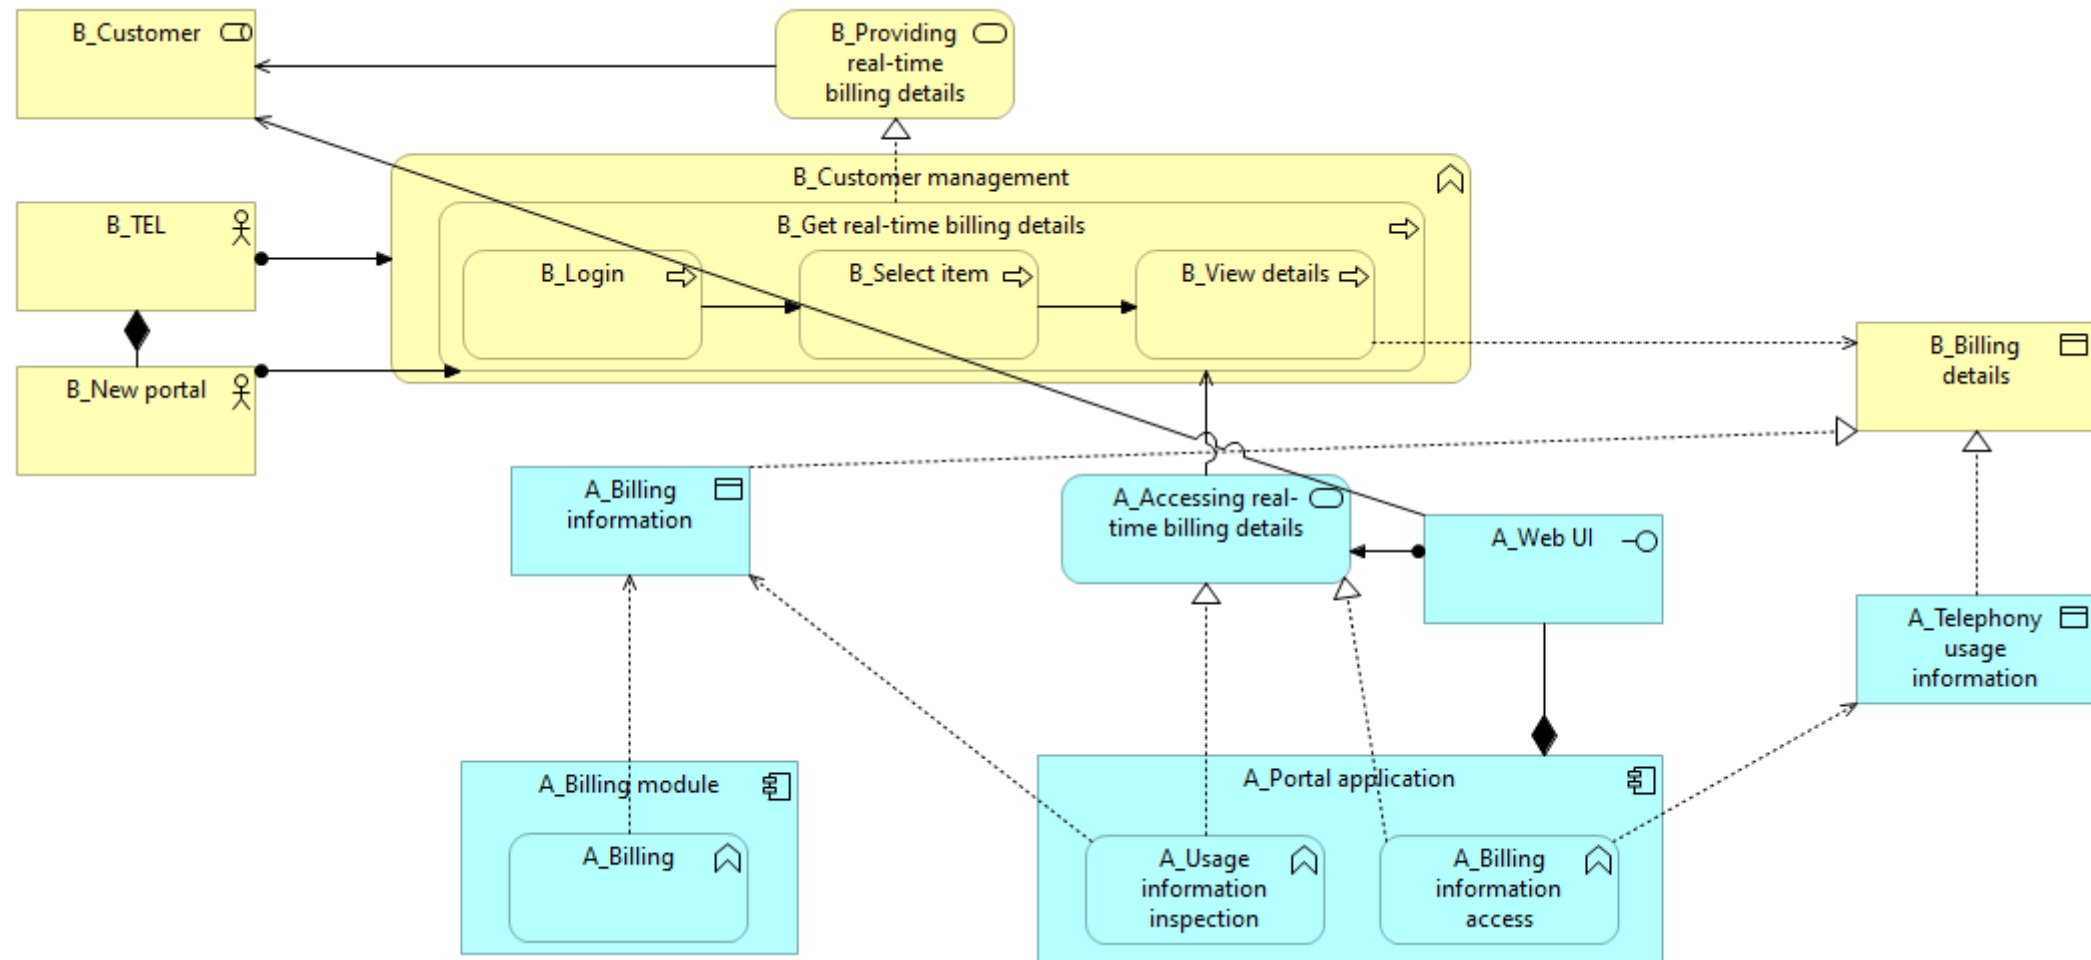 B_Customer
B_Providing
real-time
billing details
B_Customer management
B_TEL
B_Get real-time billing details
B_Login
B_Select item
B_View details
B_New portal
B_Billing
details
A_Billing
information
A_Accessing real-
time billing details
A_Web UI
A_Telephony
usage
information
A_Billing module
A_Billing
A_Portal application
A_Usage
information
inspection
A_Billing
information
access